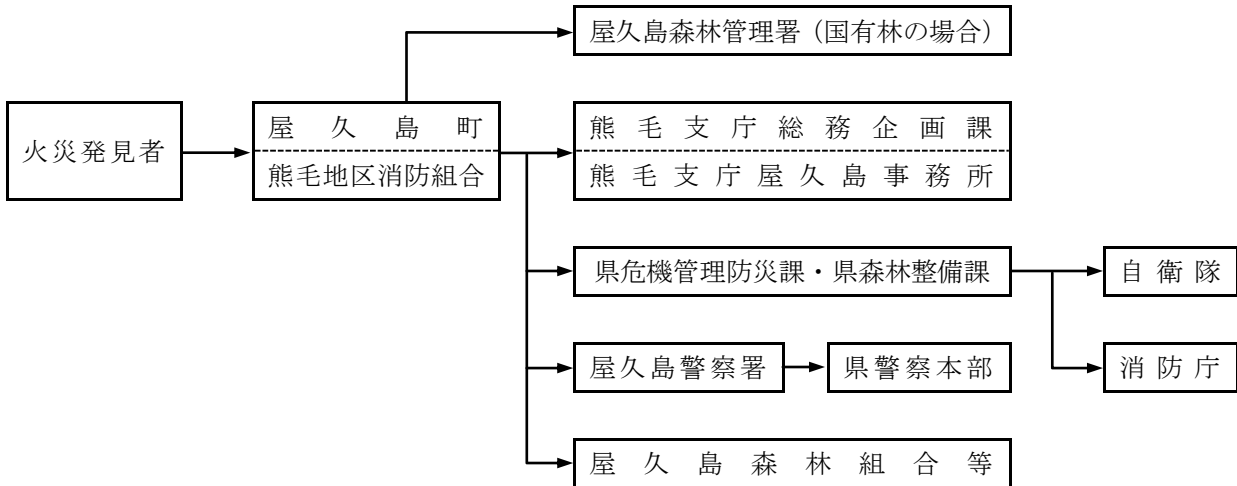 屋久島森林管理署（国有林の場合）
火災発見者
屋久島町
熊毛地区消防組合
熊毛支庁総務企画課
熊毛支庁屋久島事務所
県危機管理防災課・県森林整備課
自衛隊
屋久島警察署
県警察本部
消防庁
屋久島森林組合等